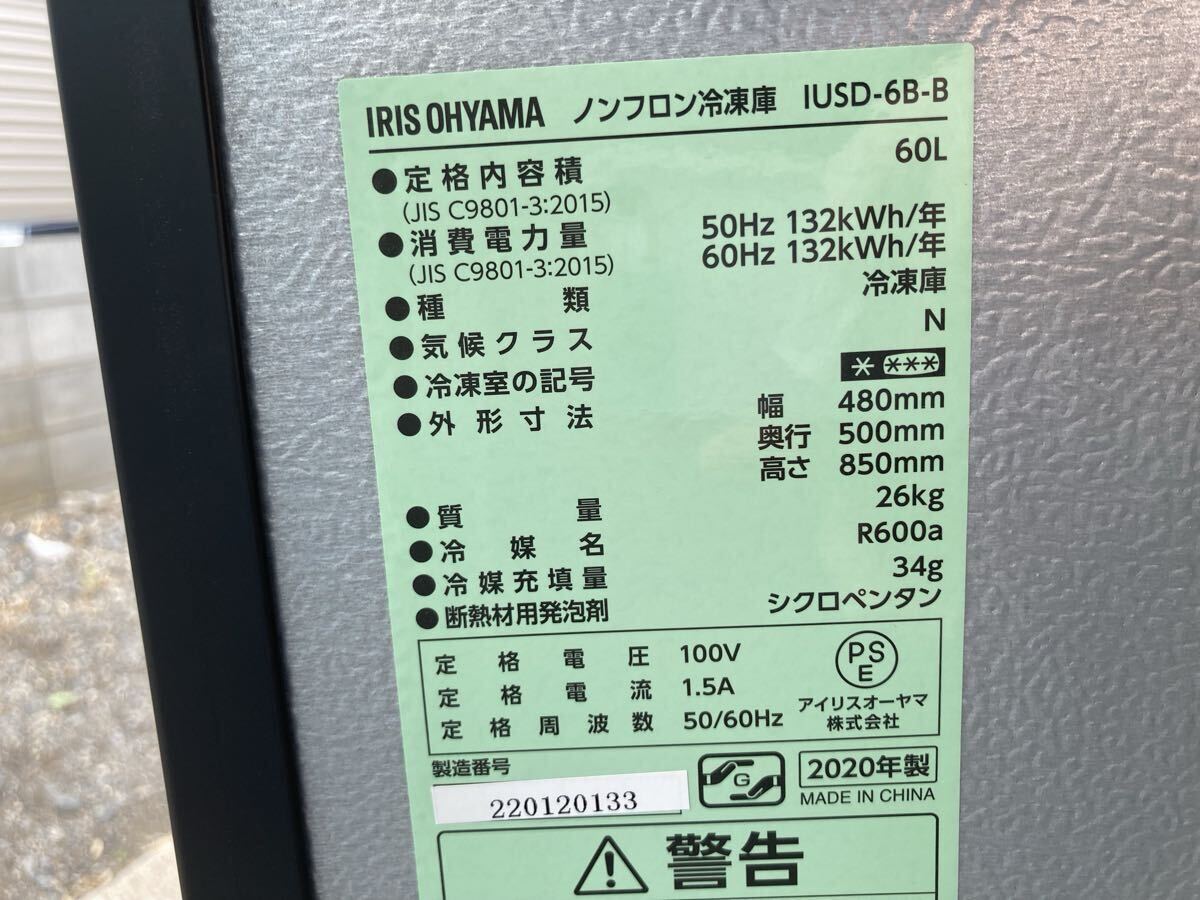 IRIS OHYAMA ノンフロン冷凍庫 IUSD-6B-B
●定格内容積 60L
(JIS C9801-3:2015)
●消費電力量 50Hz 132kWh/年
(JIS C9801-3:2015) 60Hz 132kWh/年
●種類 冷凍庫
●気候クラス N
●冷凍室の記号 * ***
●外形寸法 幅 480mm
奥行 500mm
高さ 850mm
●質量 26kg
●冷媒名 R600a
●冷媒充填量 34g
●断熱材用発泡剤 シクロペンタン
定格電圧 100V
定格電流 1.5A
定格周波数 50/60Hz
PSE
アイリスオーヤマ
株式会社
製造番号
220120133
G
2020年製
MADE IN CHINA
警告